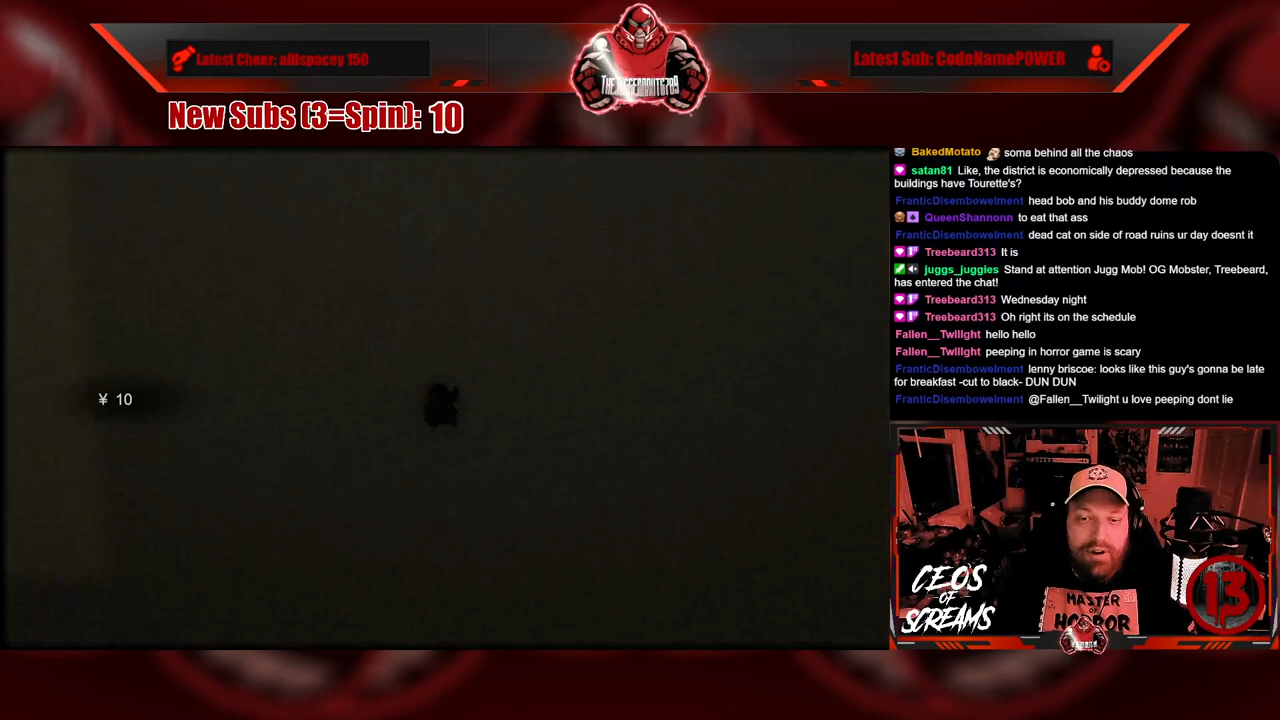 Latest Cheer: allispacey 150
THEJUGGERNAUT6789
Latest Sub: CodeNamePOWER
New Subs (3=Spin): 10
BakedMotato soma behind all the chaos
satan81 Like, the district is economically depressed because the
buildings have Tourette's?
FranticDisembowelment head bob and his buddy dome rob
QueenShannonn to eat that ass
FranticDisembowelment dead cat on side of road ruins ur day doesnt it
Treebeard313 It is
juggs_juggies Stand at attention Jugg Mob! OG Mobster, Treebeard,
has entered the chat!
Treebeard313 Wednesday night
Treebeard313 Oh right its on the schedule
Fallen__Twilight hello hello
Fallen__Twilight peeping in horror game is scary
FranticDisembowelment lenny briscoe: looks like this guy's gonna be late
for breakfast -cut to black- DUN DUN
FranticDisembowelment @Fallen__Twilight u love peeping dont lie
¥ 10
CEOS
OF
SCREAMS
MASTER
OF
HORROR
13